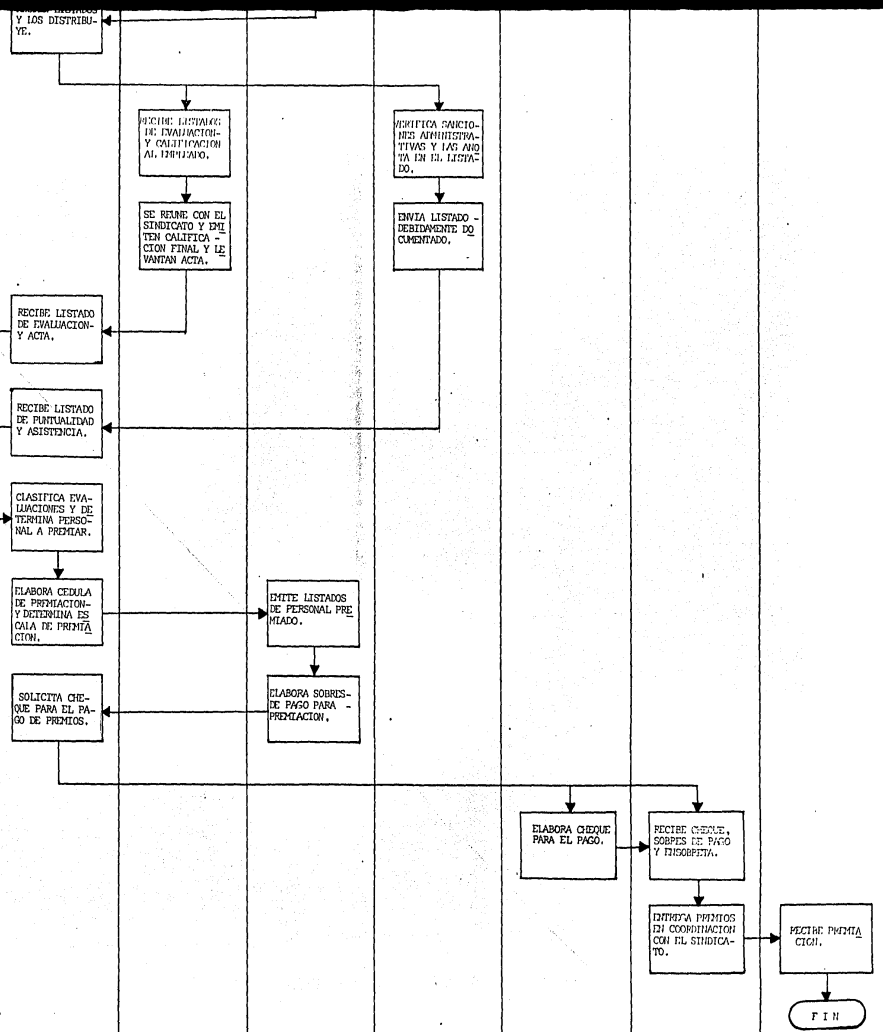 Y LOS DISTRIBU-
YE.
RECIBE LISTADOS
DE EVALUACION-
Y CALIFICACION
AL EMPLEADO.
VERIFICA SANCIO-
NES ADMINISTRA-
TIVAS Y LAS ANO
TA EN EL LISTA-
DO.
SE REUNE CON EL
SINDICATO Y EMI
TEN CALIFICA -
CION FINAL Y LE
VANTAN ACTA.
ENVIA LISTADO -
DEBIDAMENTE DO
CUMENTADO.
RECIBE LISTADO
DE EVALUACION-
Y ACTA.
RECIBE LISTADO
DE PUNTUALIDAD
Y ASISTENCIA.
CLASIFICA EVA-
LUACIONES Y DE
TERMINA PERSO-
NAL A PREMIAR.
ELABORA CEDULA
DE PREMIACION-
Y DETERMINA ES
CALA DE PREMIA
CION.
EMITE LISTADOS
DE PERSONAL PRE
MIADO.
SOLICITA CHE-
QUE PARA EL PA-
GO DE PREMIOS.
ELABORA SOBRES-
DE PAGO PARA -
PREMIACION.
ELABORA CHEQUE
PARA EL PAGO.
RECIBE CHEQUE,
SOBRES DE PAGO
Y ENSOBRETA.
ENTREGA PREMIOS
EN COORDINACION
CON EL SINDICA-
TO.
RECIBE PREMIA
CION.
F I N